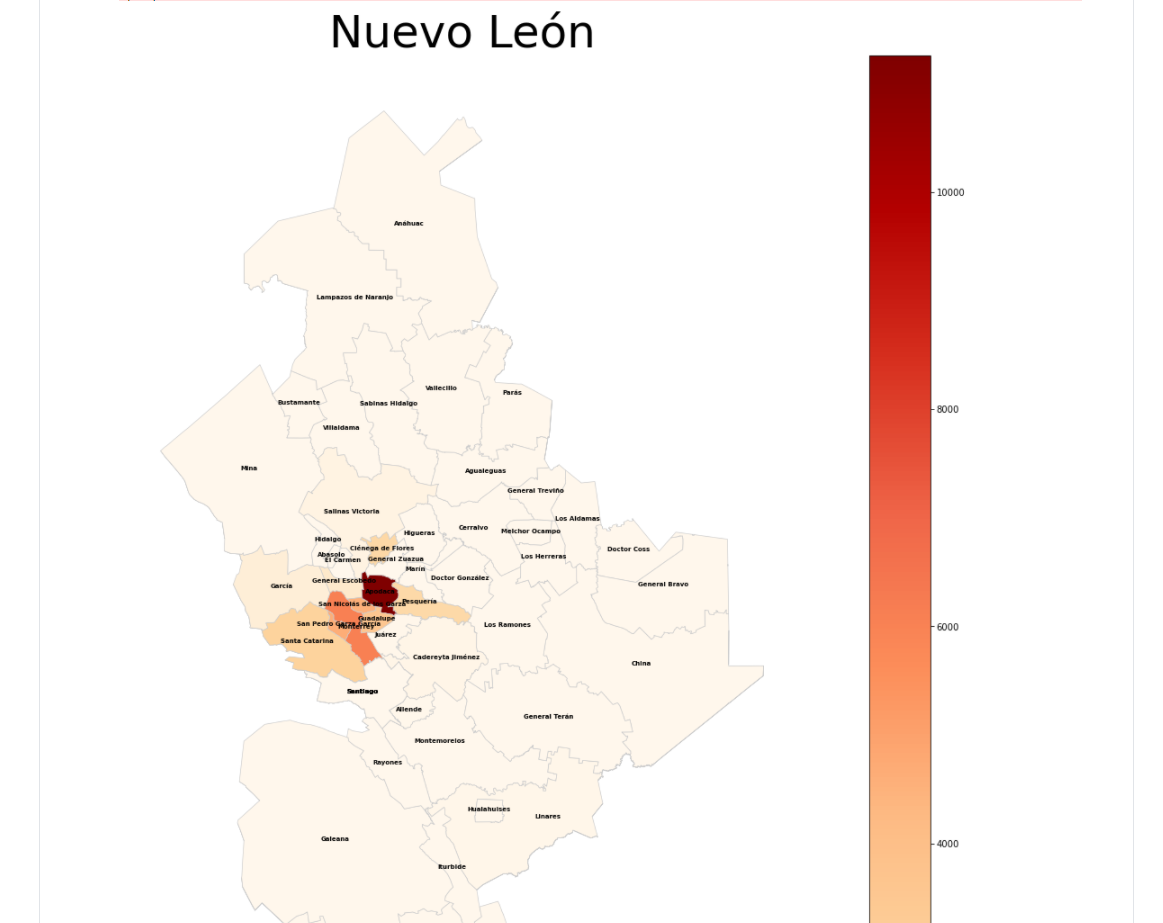 Nuevo León
10000
Anáhuac
Lampazos de Naranjo
Vallecillo
Parás
Bustamante
Sabinas Hidalgo
8000
Villaldama
Mina
Agualeguas
General Treviño
Salinas Victoria
Los Aldamas
Cerralvo
Melchor Ocampo
Higueras
Hidalgo
Ciénega de Flores
Doctor Coss
Abasolo
El Carmen
General Zuazua
Los Herreras
Marín
Doctor González
General Escobedo
García
General Bravo
Pesquería
San Nicolás de los Garza
Guadalupe
San Pedro Garza García
Monterrey
Los Ramones
6000
Juárez
Santa Catarina
Cadereyta Jiménez
China
Santiago
Allende
General Terán
Montemorelos
Rayones
Hualahuises
Linares
Galeana
4000
Iturbide